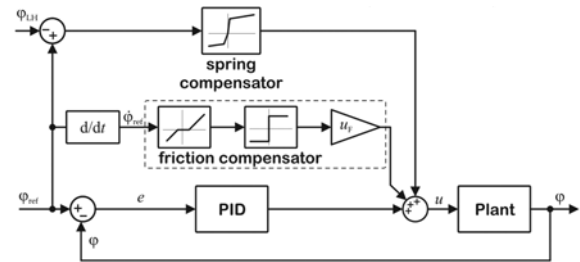 φLH
−
+
spring
compensator
d/dt
φ̇ref
uF
friction compensator
φref
+
−
e
PID
+
+
+
u
Plant
φ
φ